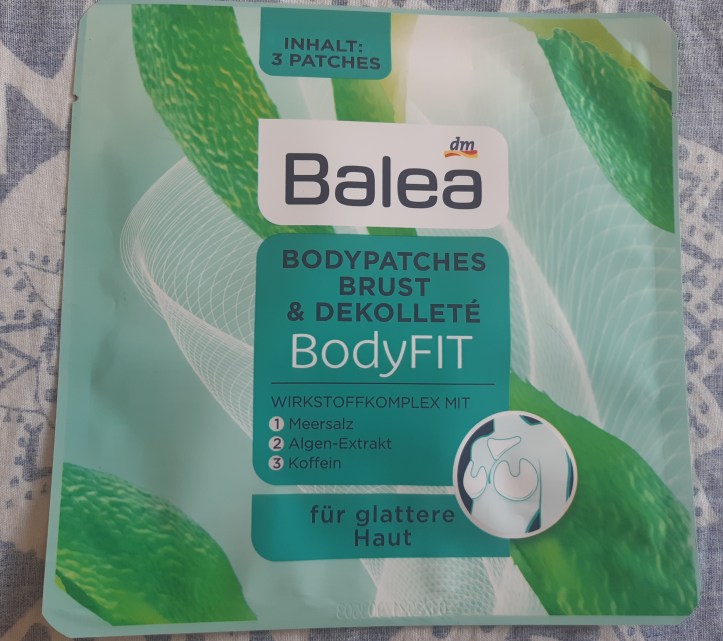 INHALT:
3 PATCHES
dm
Balea
BODYPATCHES
BRUST
& DEKOLLETÉ
BodyFIT
WIRKSTOFFKOMPLEX MIT
1 Meersalz
2 Algen-Extrakt
3 Koffein
für glattere
Haut